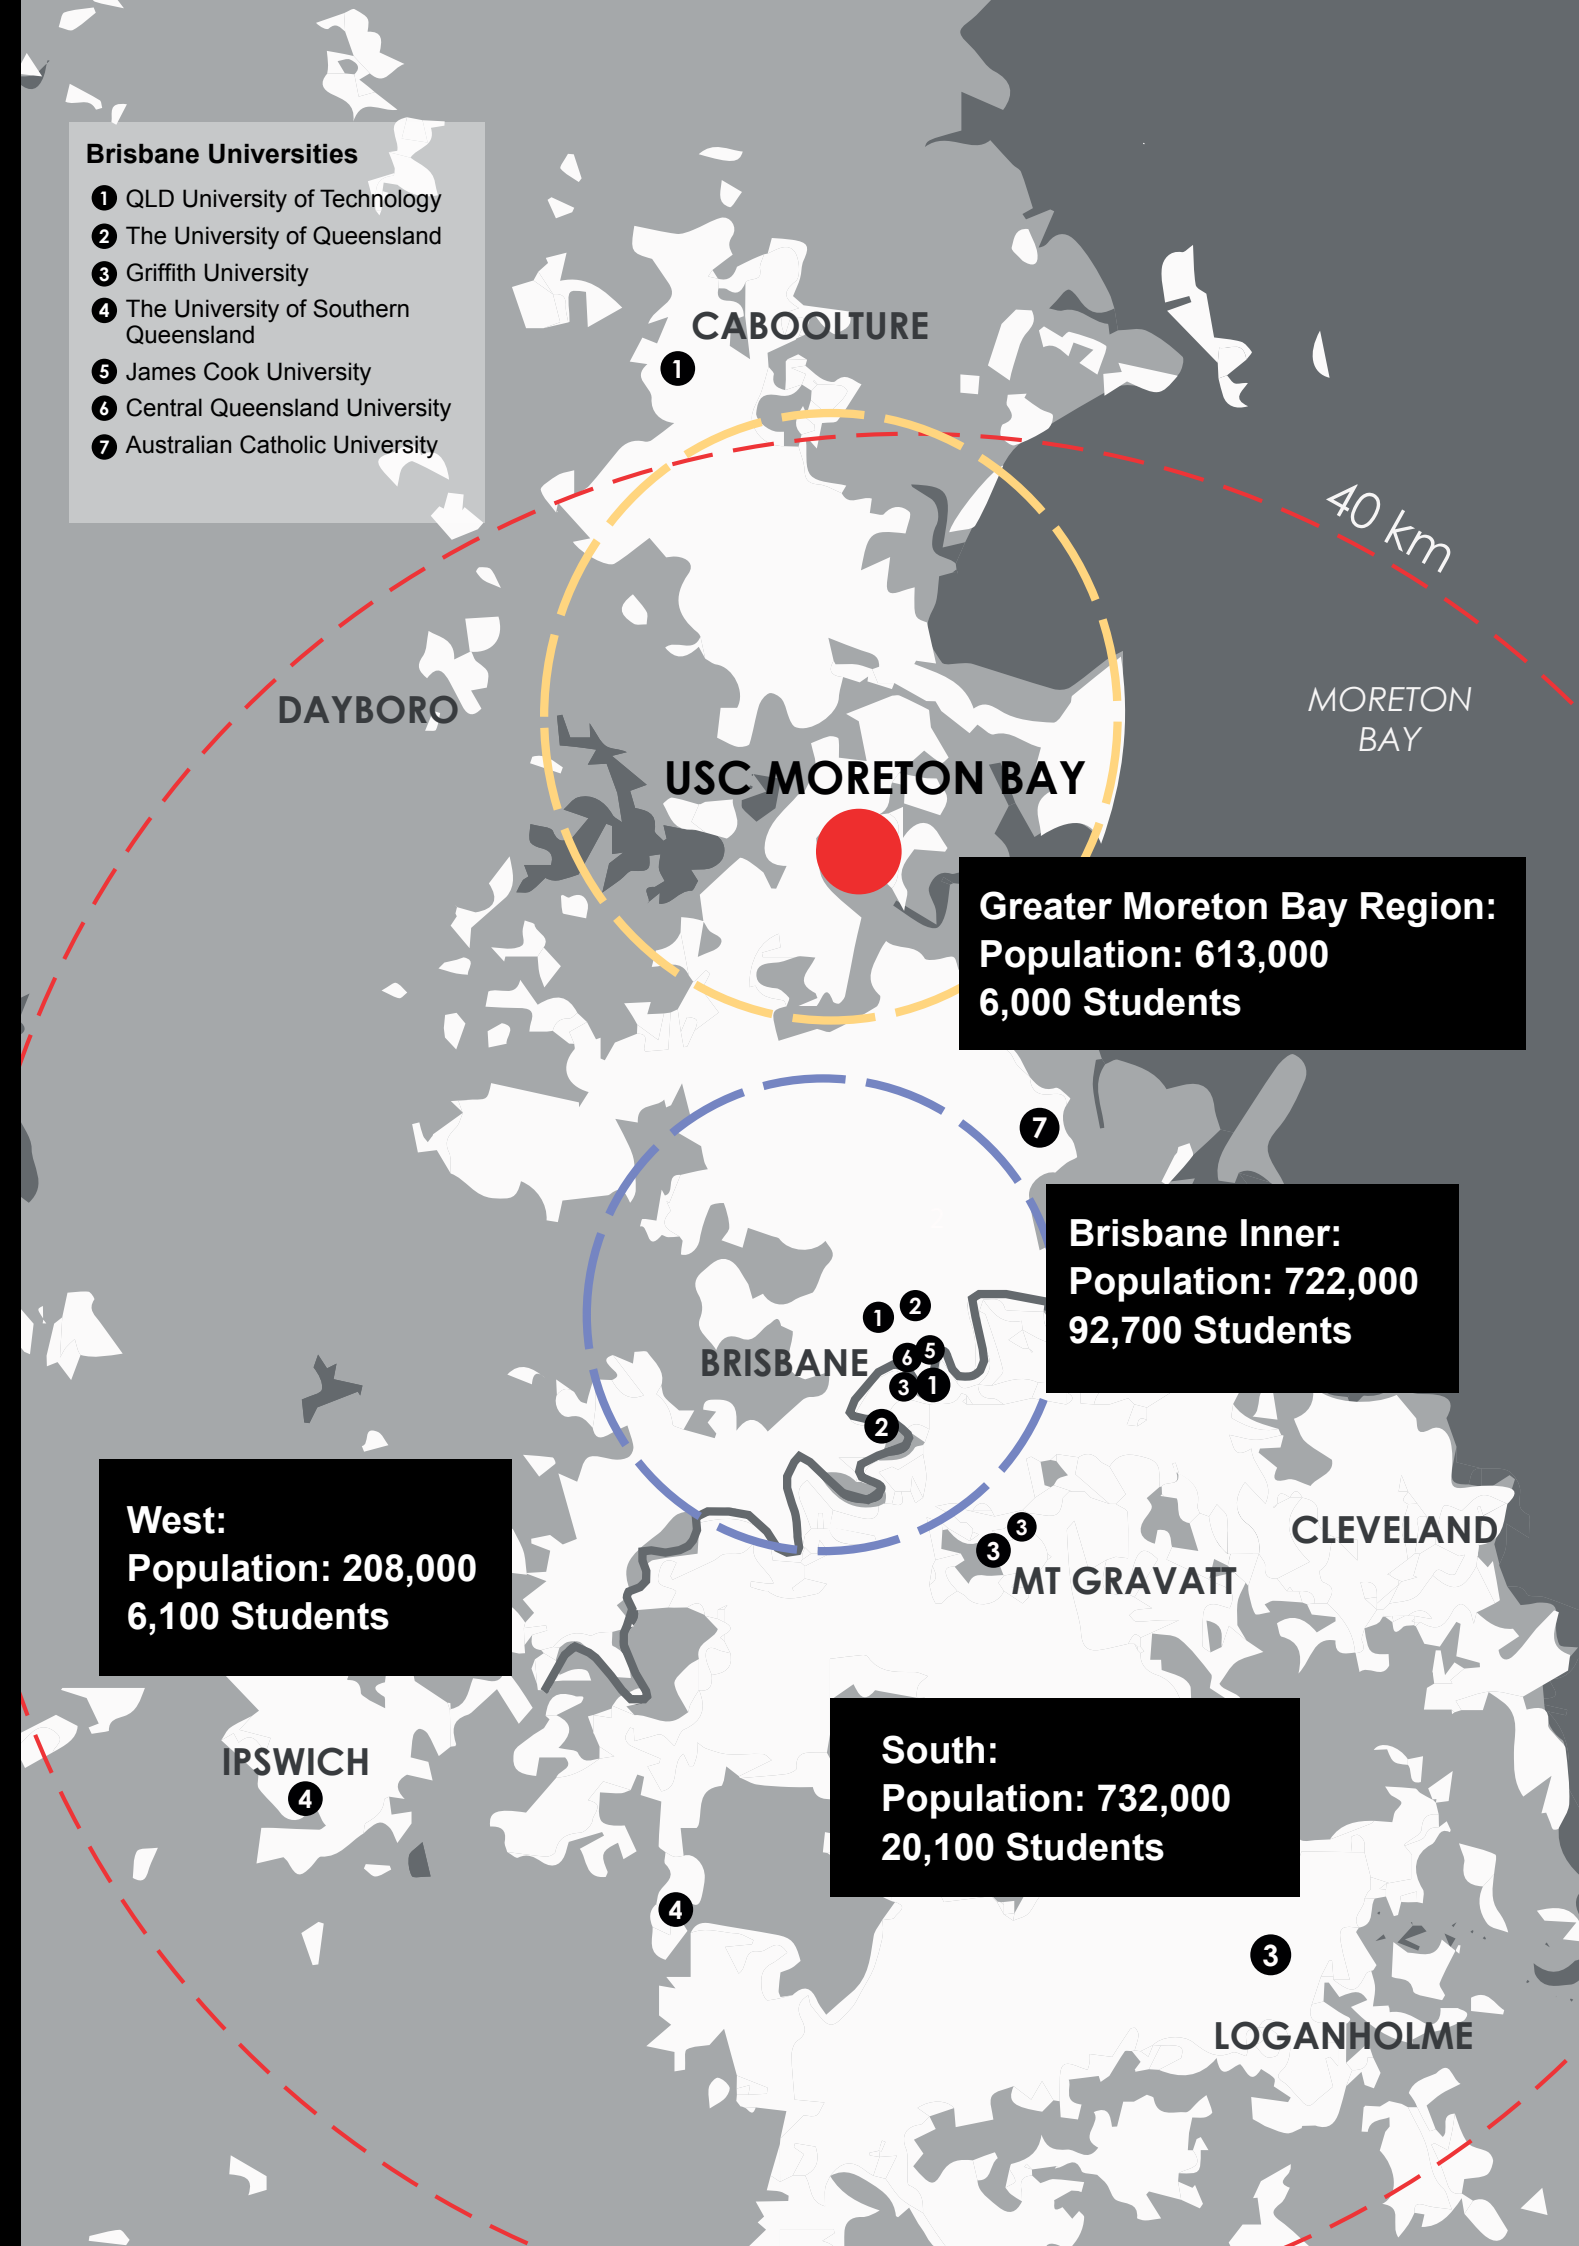 Brisbane Universities
1 QLD University of Technology
2 The University of Queensland
3 Griffith University
4 The University of Southern
Queensland
5 James Cook University
6 Central Queensland University
7 Australian Catholic University
CABOOLTURE
1
40 km
DAYBORO
MORETON
BAY
USC MORETON BAY
Greater Moreton Bay Region:
Population: 613,000
6,000 Students
7
Brisbane Inner:
Population: 722,000
92,700 Students
1
2
BRISBANE
6
5
3
1
2
West:
Population: 208,000
6,100 Students
3
3
MT GRAVATT
CLEVELAND
South:
Population: 732,000
20,100 Students
IPSWICH
4
4
3
LOGANHOLME